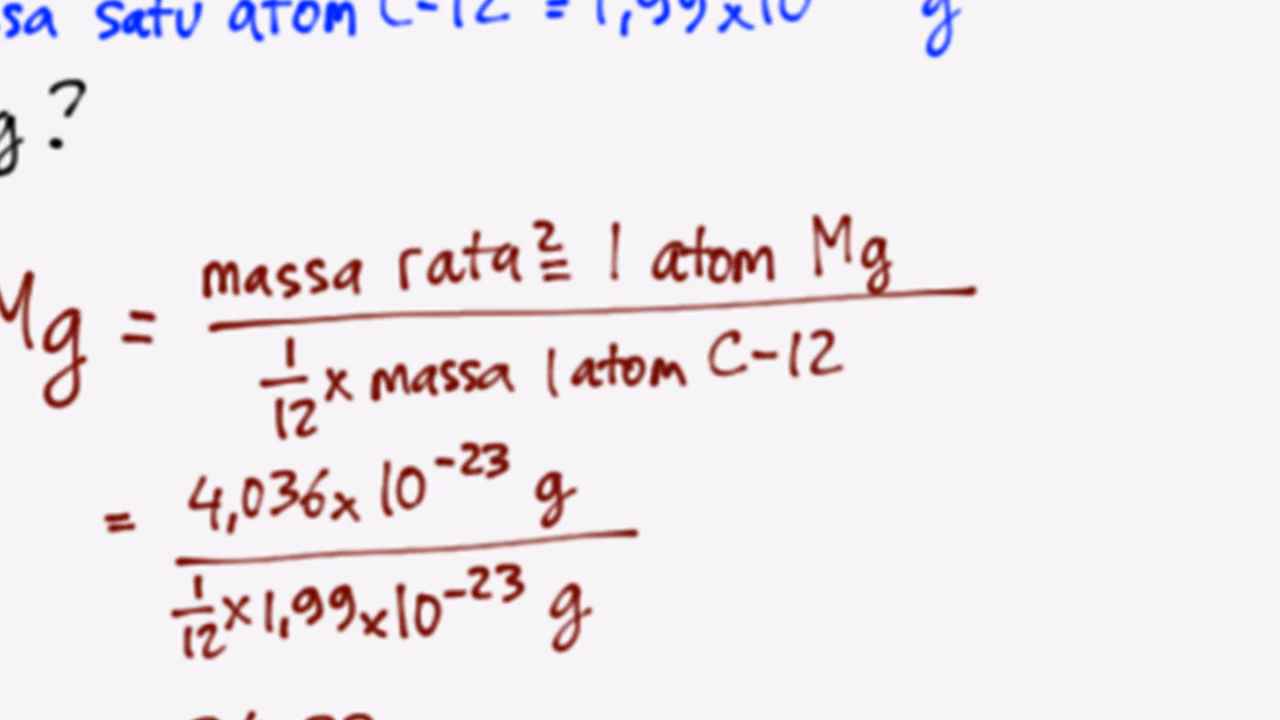 sa satu atom C-12 = 1,99 x 10 g
g?
Mg = massa rata² = 1 atom Mg
1/12 x massa 1 atom C-12
= 4,036 x 10⁻²³ g
1/12 x 1,99 x 10⁻²³ g